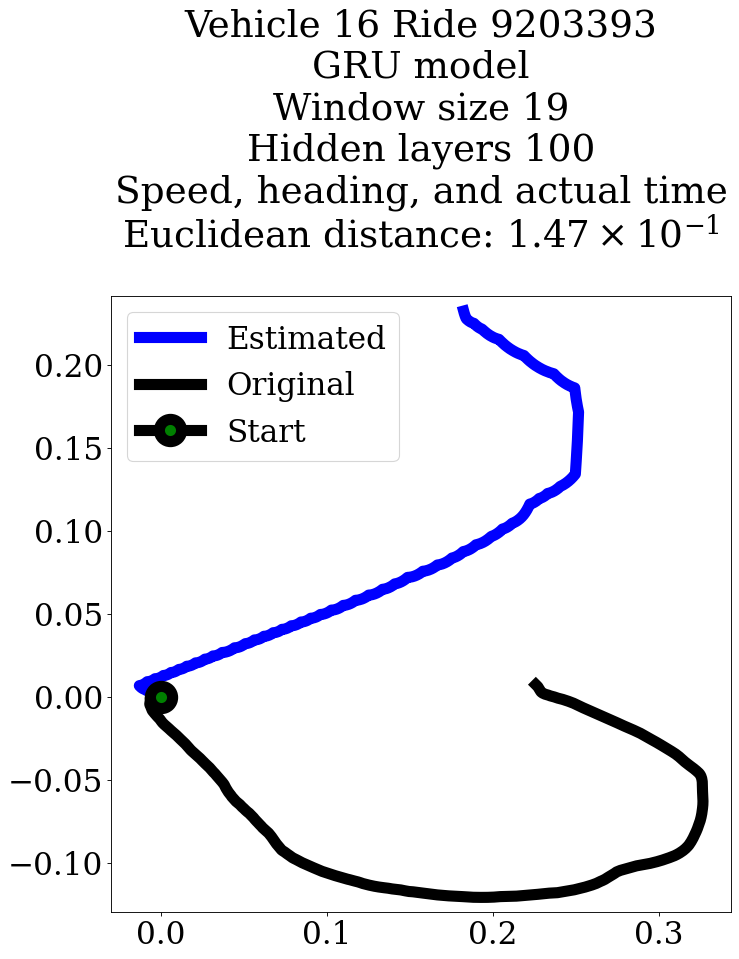 Vehicle 16 Ride 9203393
GRU model
Window size 19
Hidden layers 100
Speed, heading, and actual time
Euclidean distance: 1.47 × 10⁻¹
Estimated
Original
Start
0.20
0.15
0.10
0.05
0.00
−0.05
−0.10
0.0 0.1 0.2 0.3